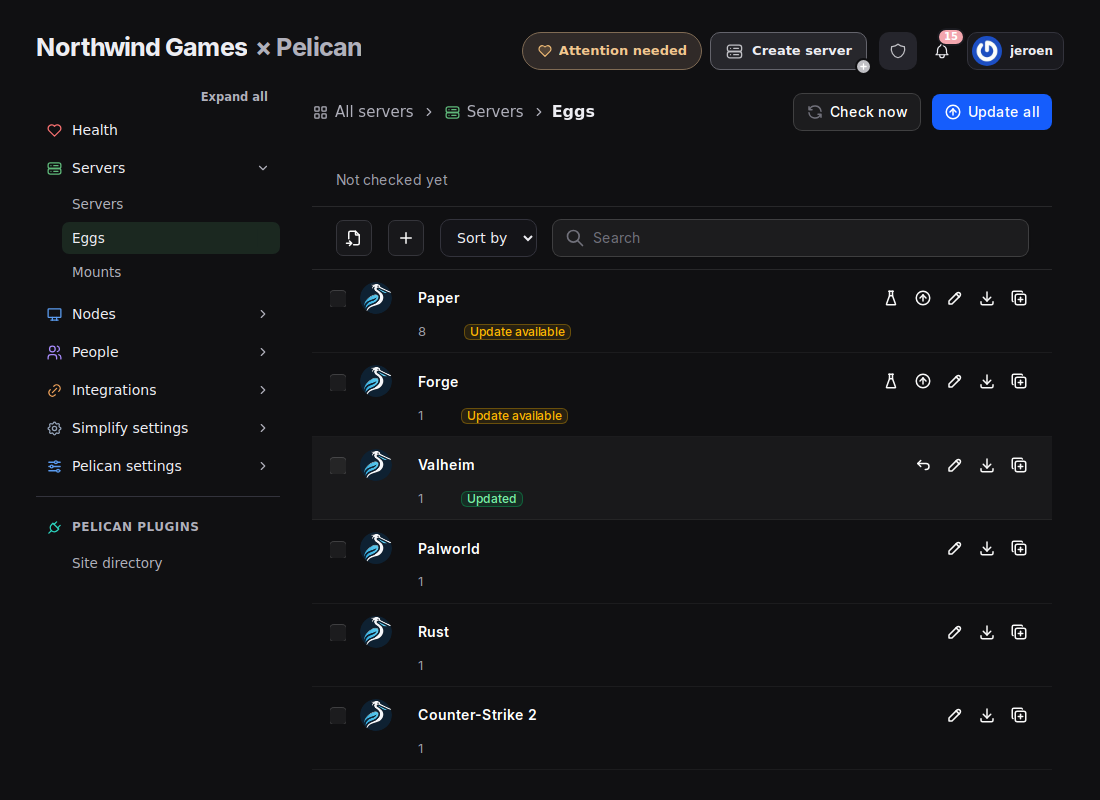 Northwind Games × Pelican
Attention needed
Create server
15
jeroen
Expand all
Health
Servers
Servers
Eggs
Mounts
Nodes
People
Integrations
Simplify settings
Pelican settings
PELICAN PLUGINS
Site directory
All servers > Servers > Eggs
Check now
Update all
Not checked yet
Sort by
Search
Paper
8 Update available
Forge
1 Update available
Valheim
1 Updated
Palworld
1
Rust
1
Counter-Strike 2
1